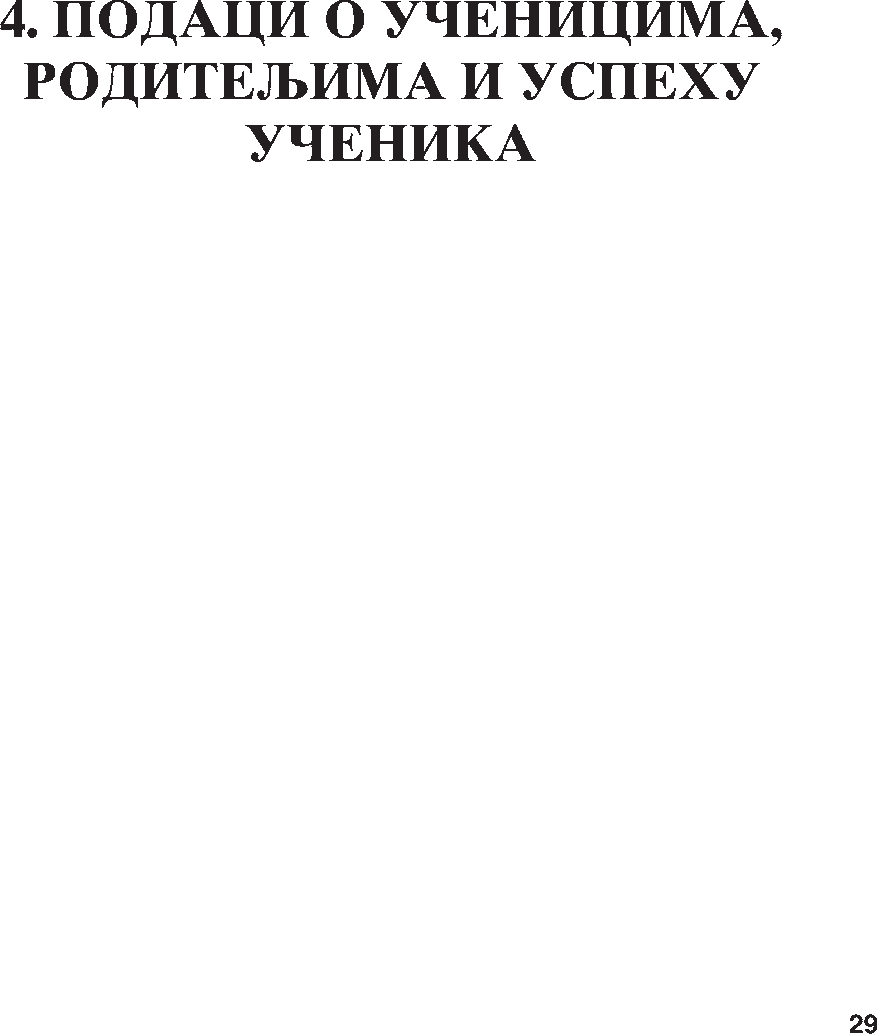 4. ПОДАЦИ О УЧЕНИЦИМА,
РОДИТЕЉИМА И УСПЕХУ
УЧЕНИКА
29